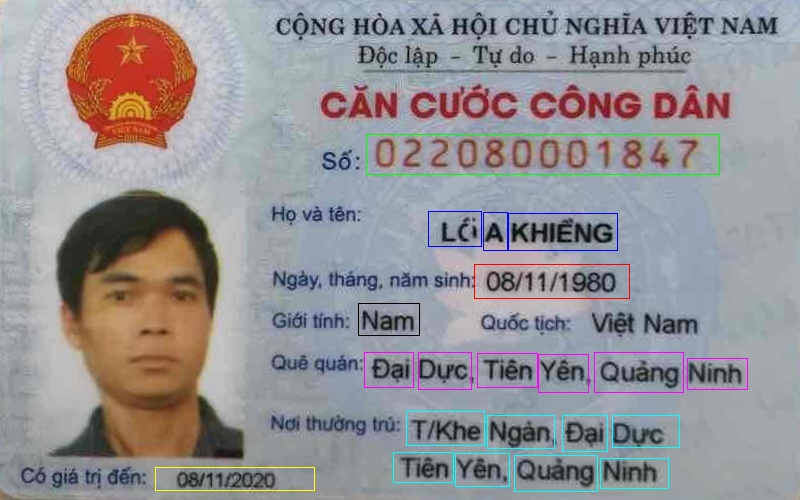 CỘNG HÒA XÃ HỘI CHỦ NGHĨA VIỆT NAM
Độc lập - Tự do - Hạnh phúc
CĂN CƯỚC CÔNG DÂN
Số: 022080001847
Họ và tên:
A KHIỀNG
Ngày, tháng, năm sinh: 08/11/1980
Giới tính: Nam Quốc tịch: Việt Nam
Quê quán: Đại Dực, Tiên Yên, Quảng Ninh
Nơi thường trú: T/Khe Ngàn, Đại Dực
Tiên Yên, Quảng Ninh
Có giá trị đến: 08/11/2020
VIỆT NAM